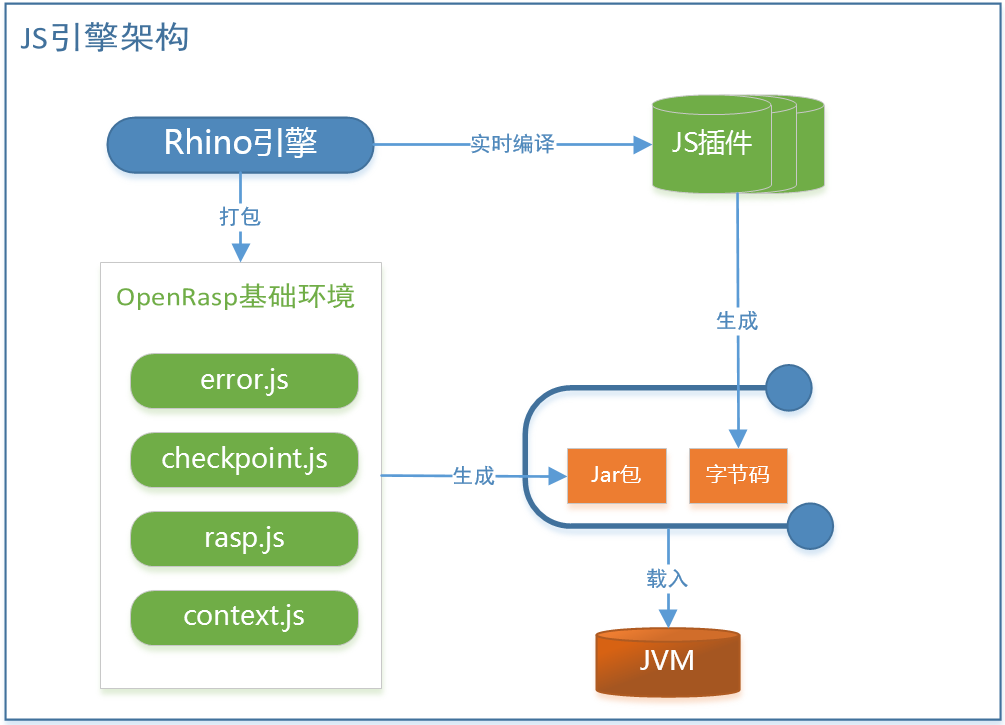 JS引擎架构
Rhino引擎
实时编译
JS插件
打包
OpenRasp基础环境
error.js
checkpoint.js
rasp.js
context.js
生成
生成
Jar包
字节码
载入
JVM